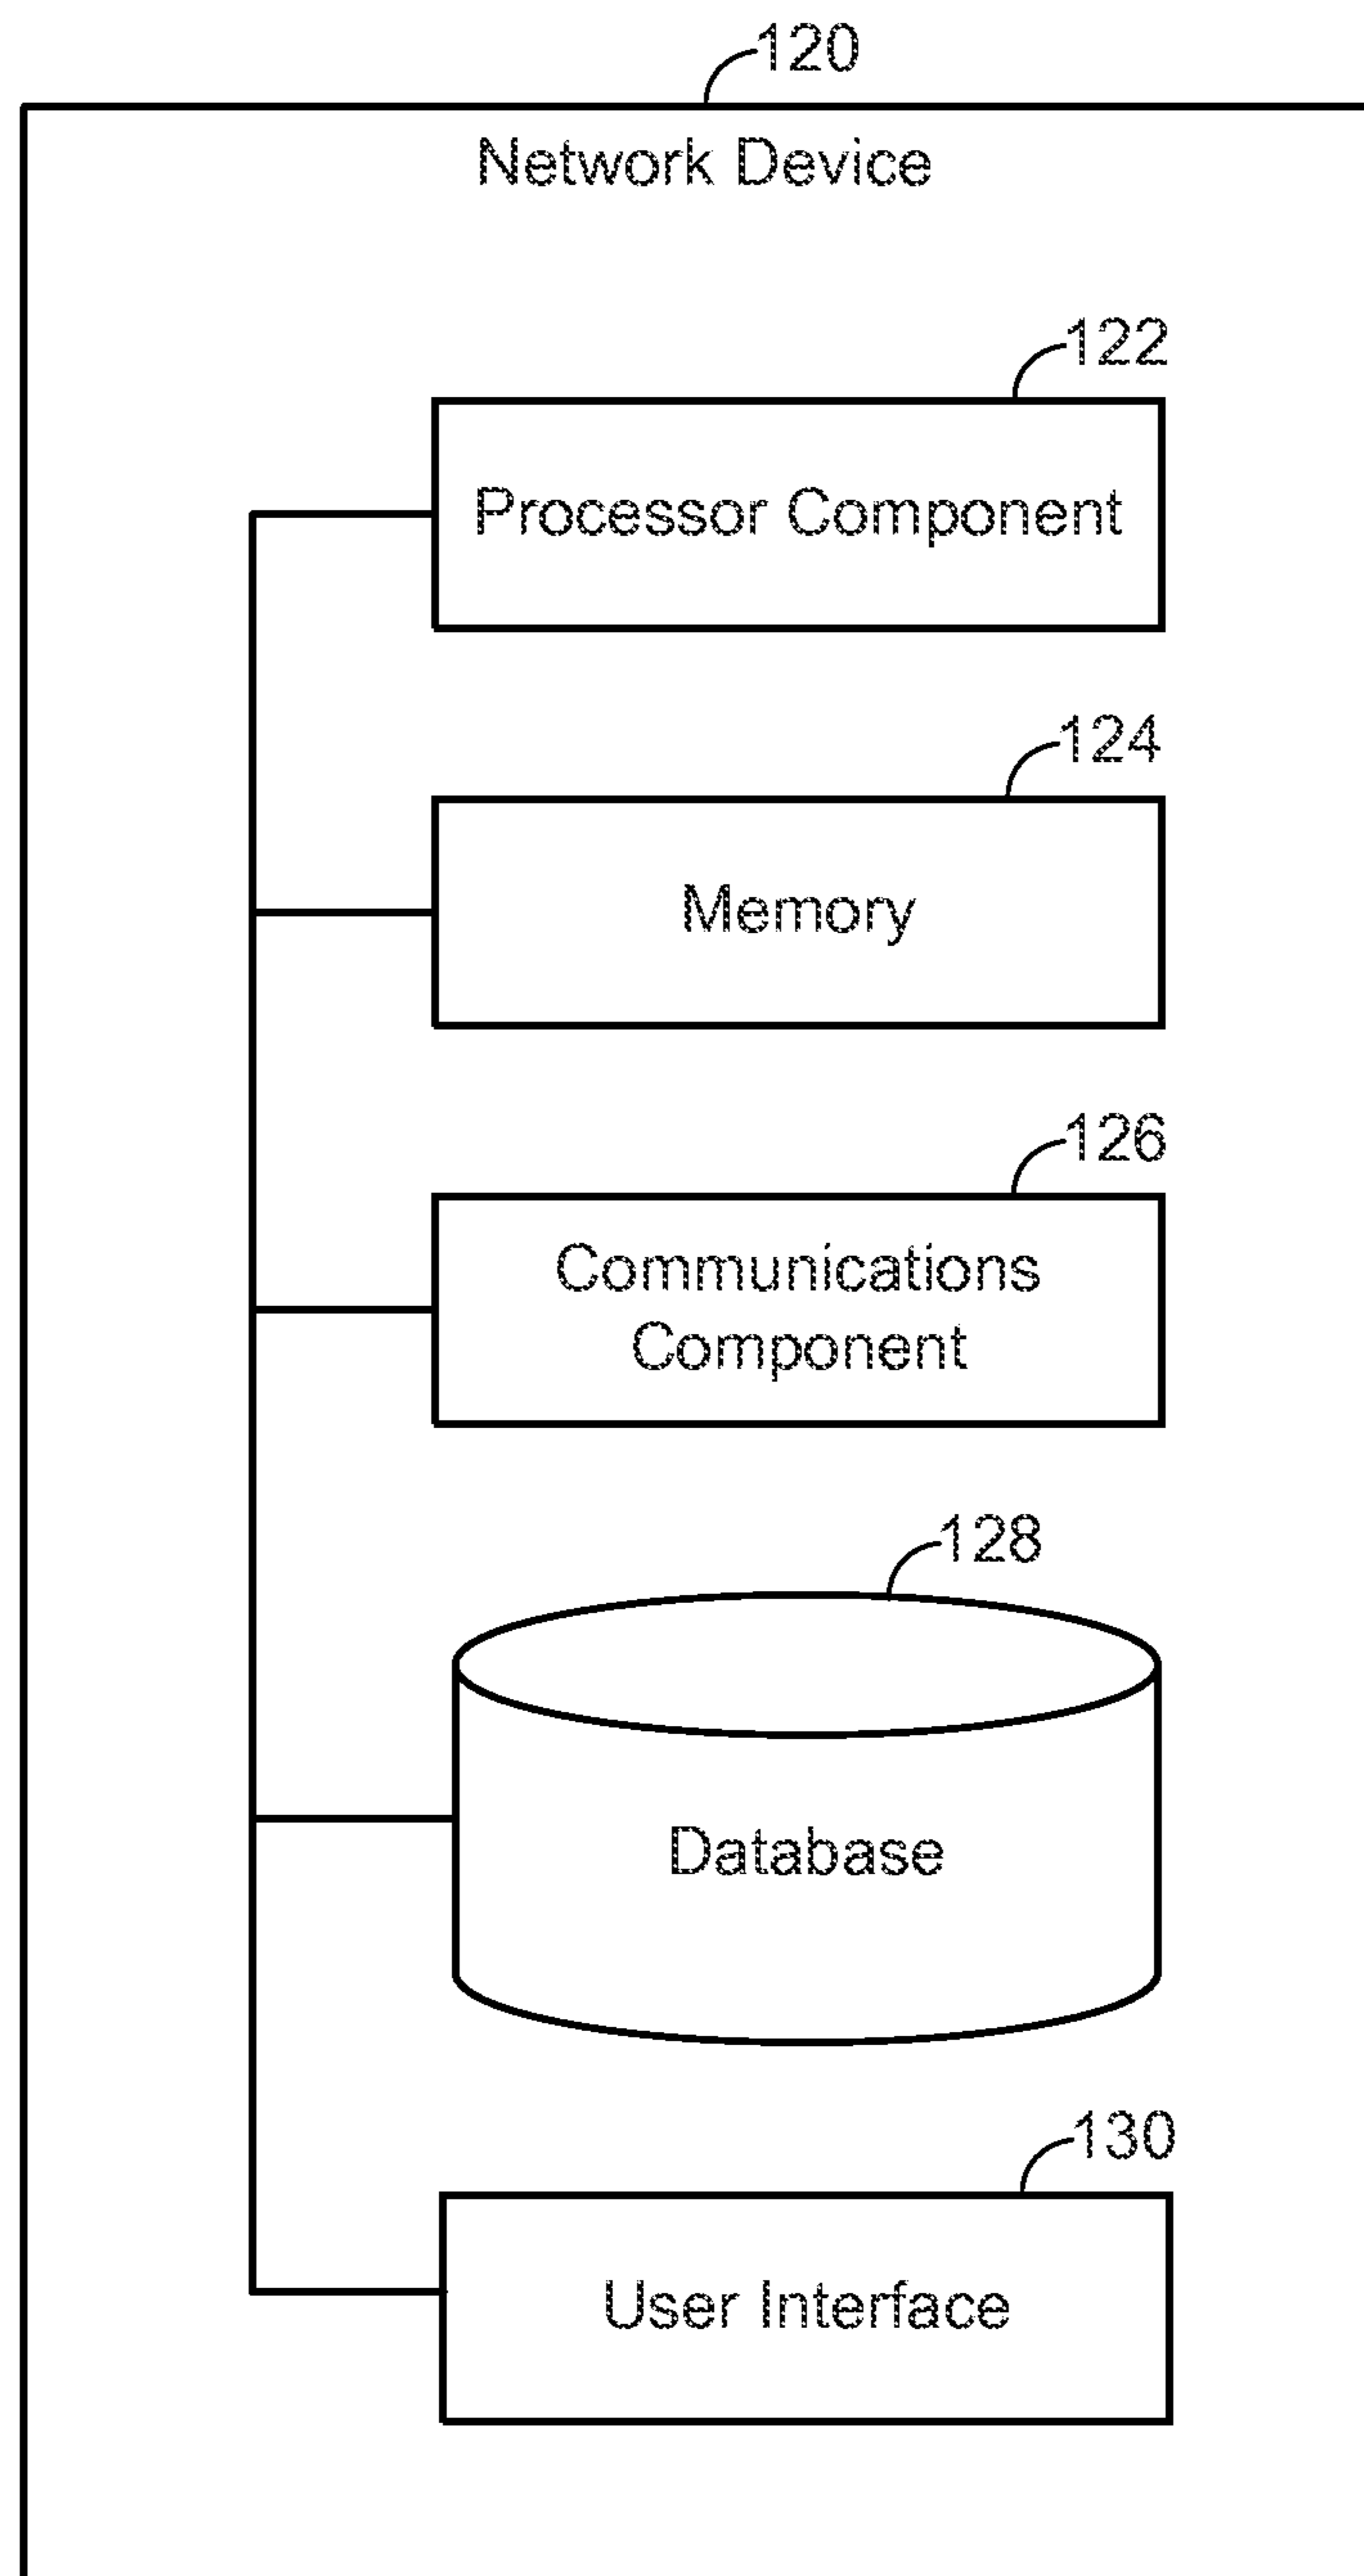 120
Network Device
122
Processor Component
124
Memory
126
Communications
Component
128
Database
130
User Interface